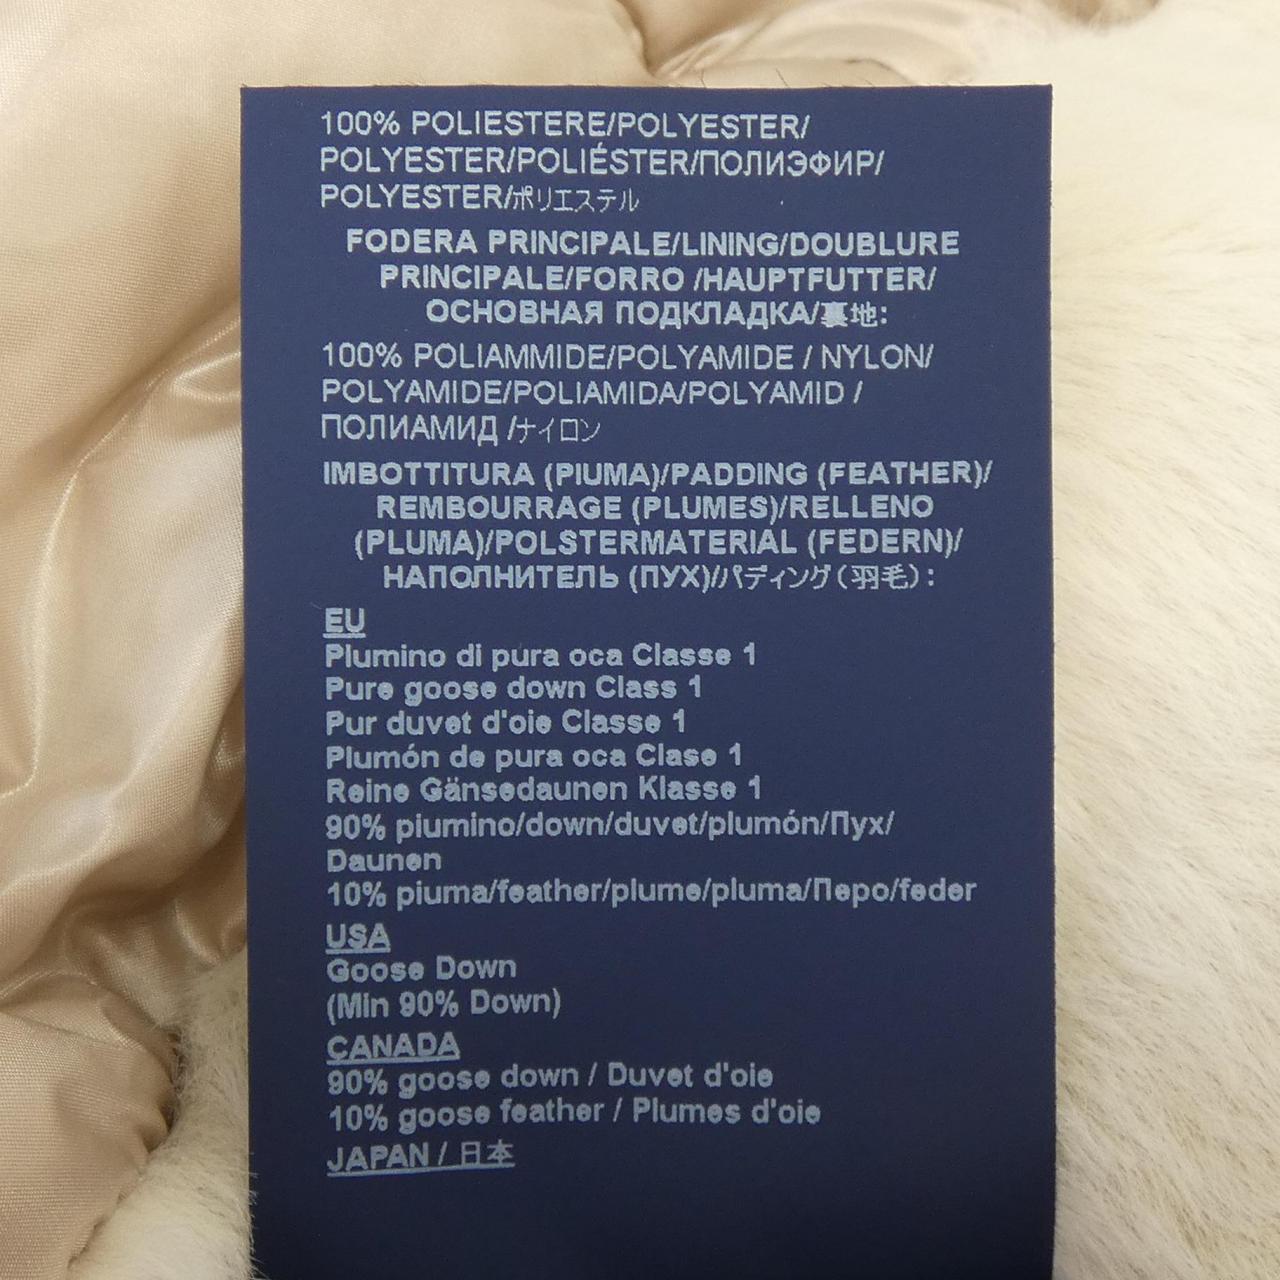 100% POLIESTERE/POLYESTER/
POLYESTER/POLIÉSTER/ПОЛИЭФИР/
POLYESTER/ポリエステル
FODERA PRINCIPALE/LINING/DOUBLURE
PRINCIPALE/FORRO /HAUPTFUTTER/
ОСНОВНАЯ ПОДКЛАДКА/裏地:
100% POLIAMMIDE/POLYAMIDE / NYLON/
POLYAMIDE/POLIAMIDA/POLYAMID /
ПОЛИАМИД /ナイロン
IMBOTTITURA (PIUMA)/PADDING (FEATHER)/
REMBOURRAGE (PLUMES)/RELLENO
(PLUMA)/POLSTERMATERIAL (FEDERN)/
НАПОЛНИТЕЛЬ (ПУХ)/パディング(羽毛):
EU
Piumino di pura oca Classe 1
Pure goose down Class 1
Pur duvet d'oie Classe 1
Plumón de pura oca Clase 1
Reine Gänsedaunen Klasse 1
90% piumino/down/duvet/plumón/Пух/
Daunen
10% piuma/feather/plume/pluma/Перо/feder
USA
Goose Down
(Min 90% Down)
CANADA
90% goose down / Duvet d'oie
10% goose feather / Plumes d'oie
JAPAN / 日本